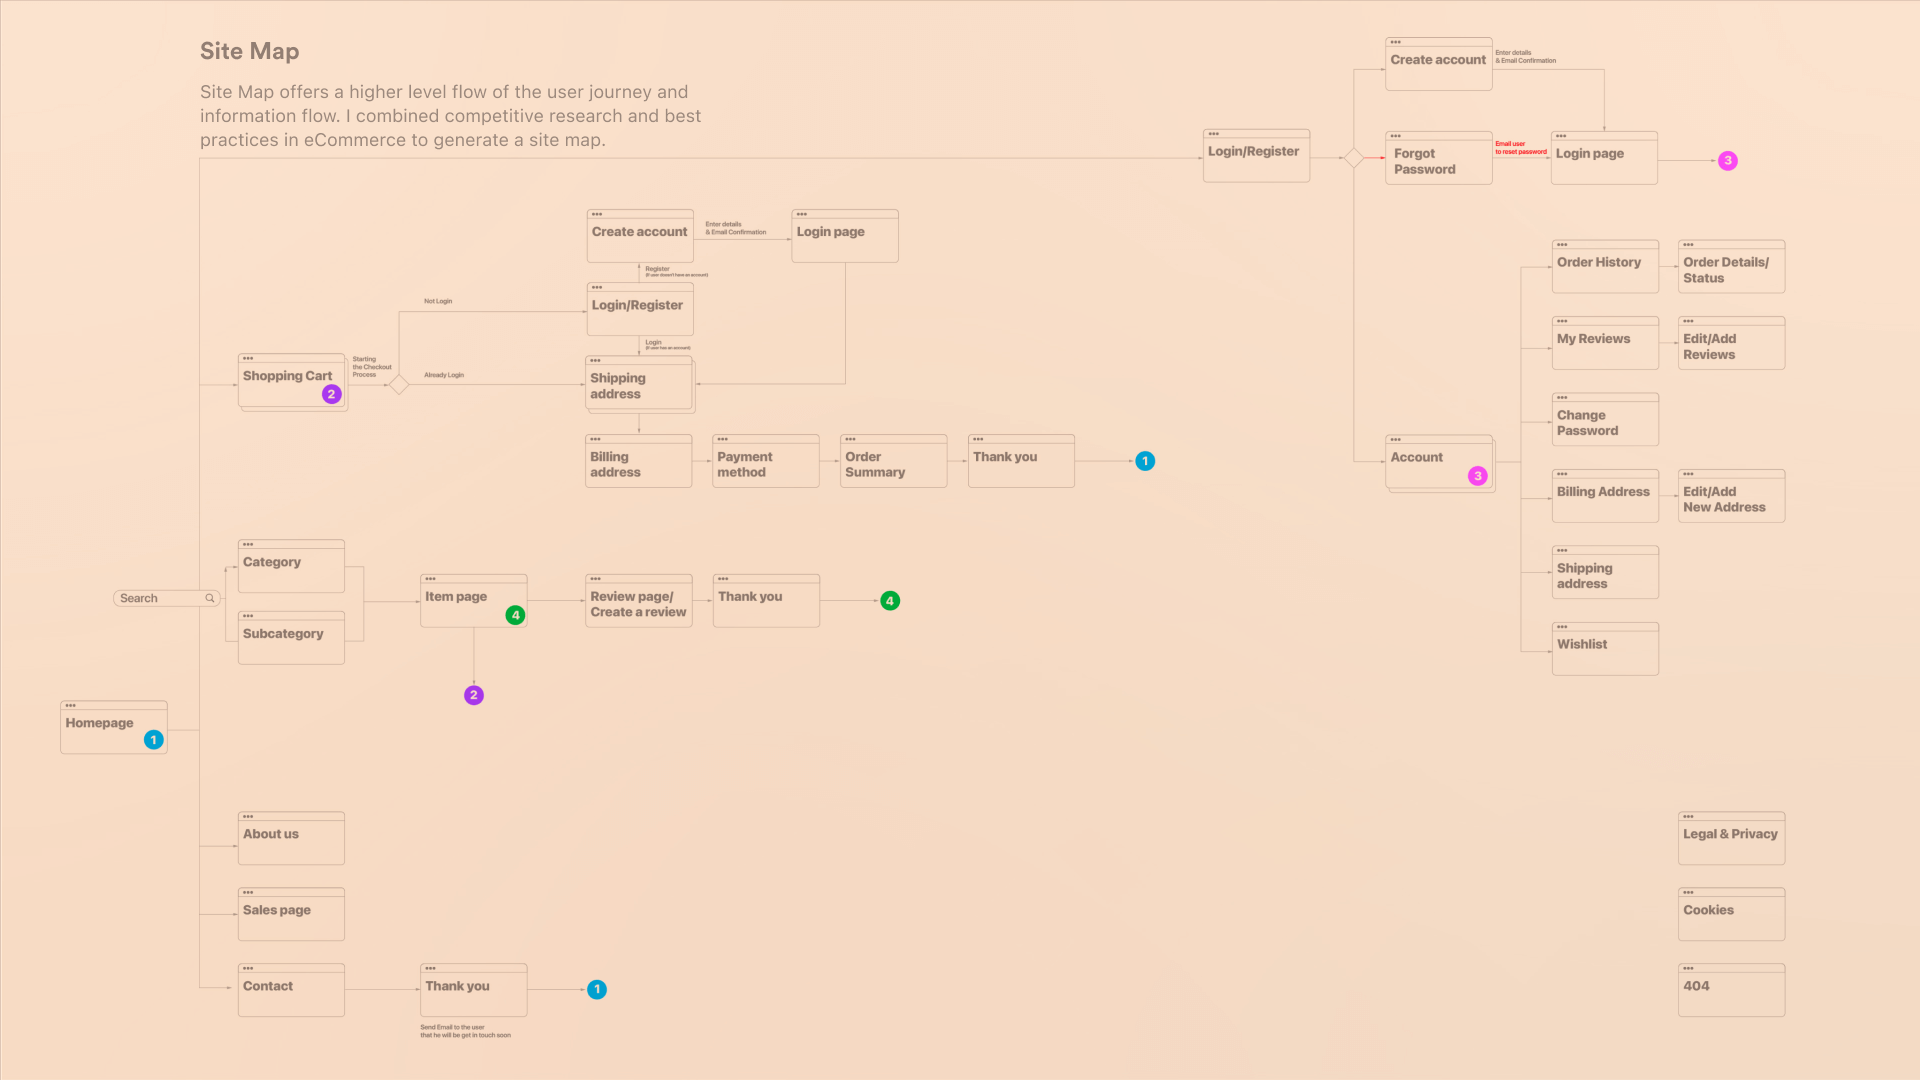 Site Map
Site Map offers a higher level flow of the user journey and
information flow. I combined competitive research and best
practices in eCommerce to generate a site map.
Create account
Enter details
& Email Confirmation
Login/Register
Forgot
Password
Email user
to reset password
Login page
3
Create account
Enter details
& Email Confirmation
Login page
Register
(If user doesn't have an account)
Not Login
Login/Register
Login
(If user has an account)
Shopping Cart
2
Starting
the Checkout
Process
Already Login
Shipping
address
Billing
address
Payment
method
Order
Summary
Thank you
1
Order History
Order Details/
Status
My Reviews
Edit/Add
Reviews
Change
Password
Account
3
Billing Address
Edit/Add
New Address
Shipping
address
Wishlist
Category
Search
Subcategory
Item page
4
Review page/
Create a review
Thank you
4
2
Homepage
1
About us
Sales page
Contact
Thank you
1
Send Email to the user
that he will be get in touch soon
Legal & Privacy
Cookies
404